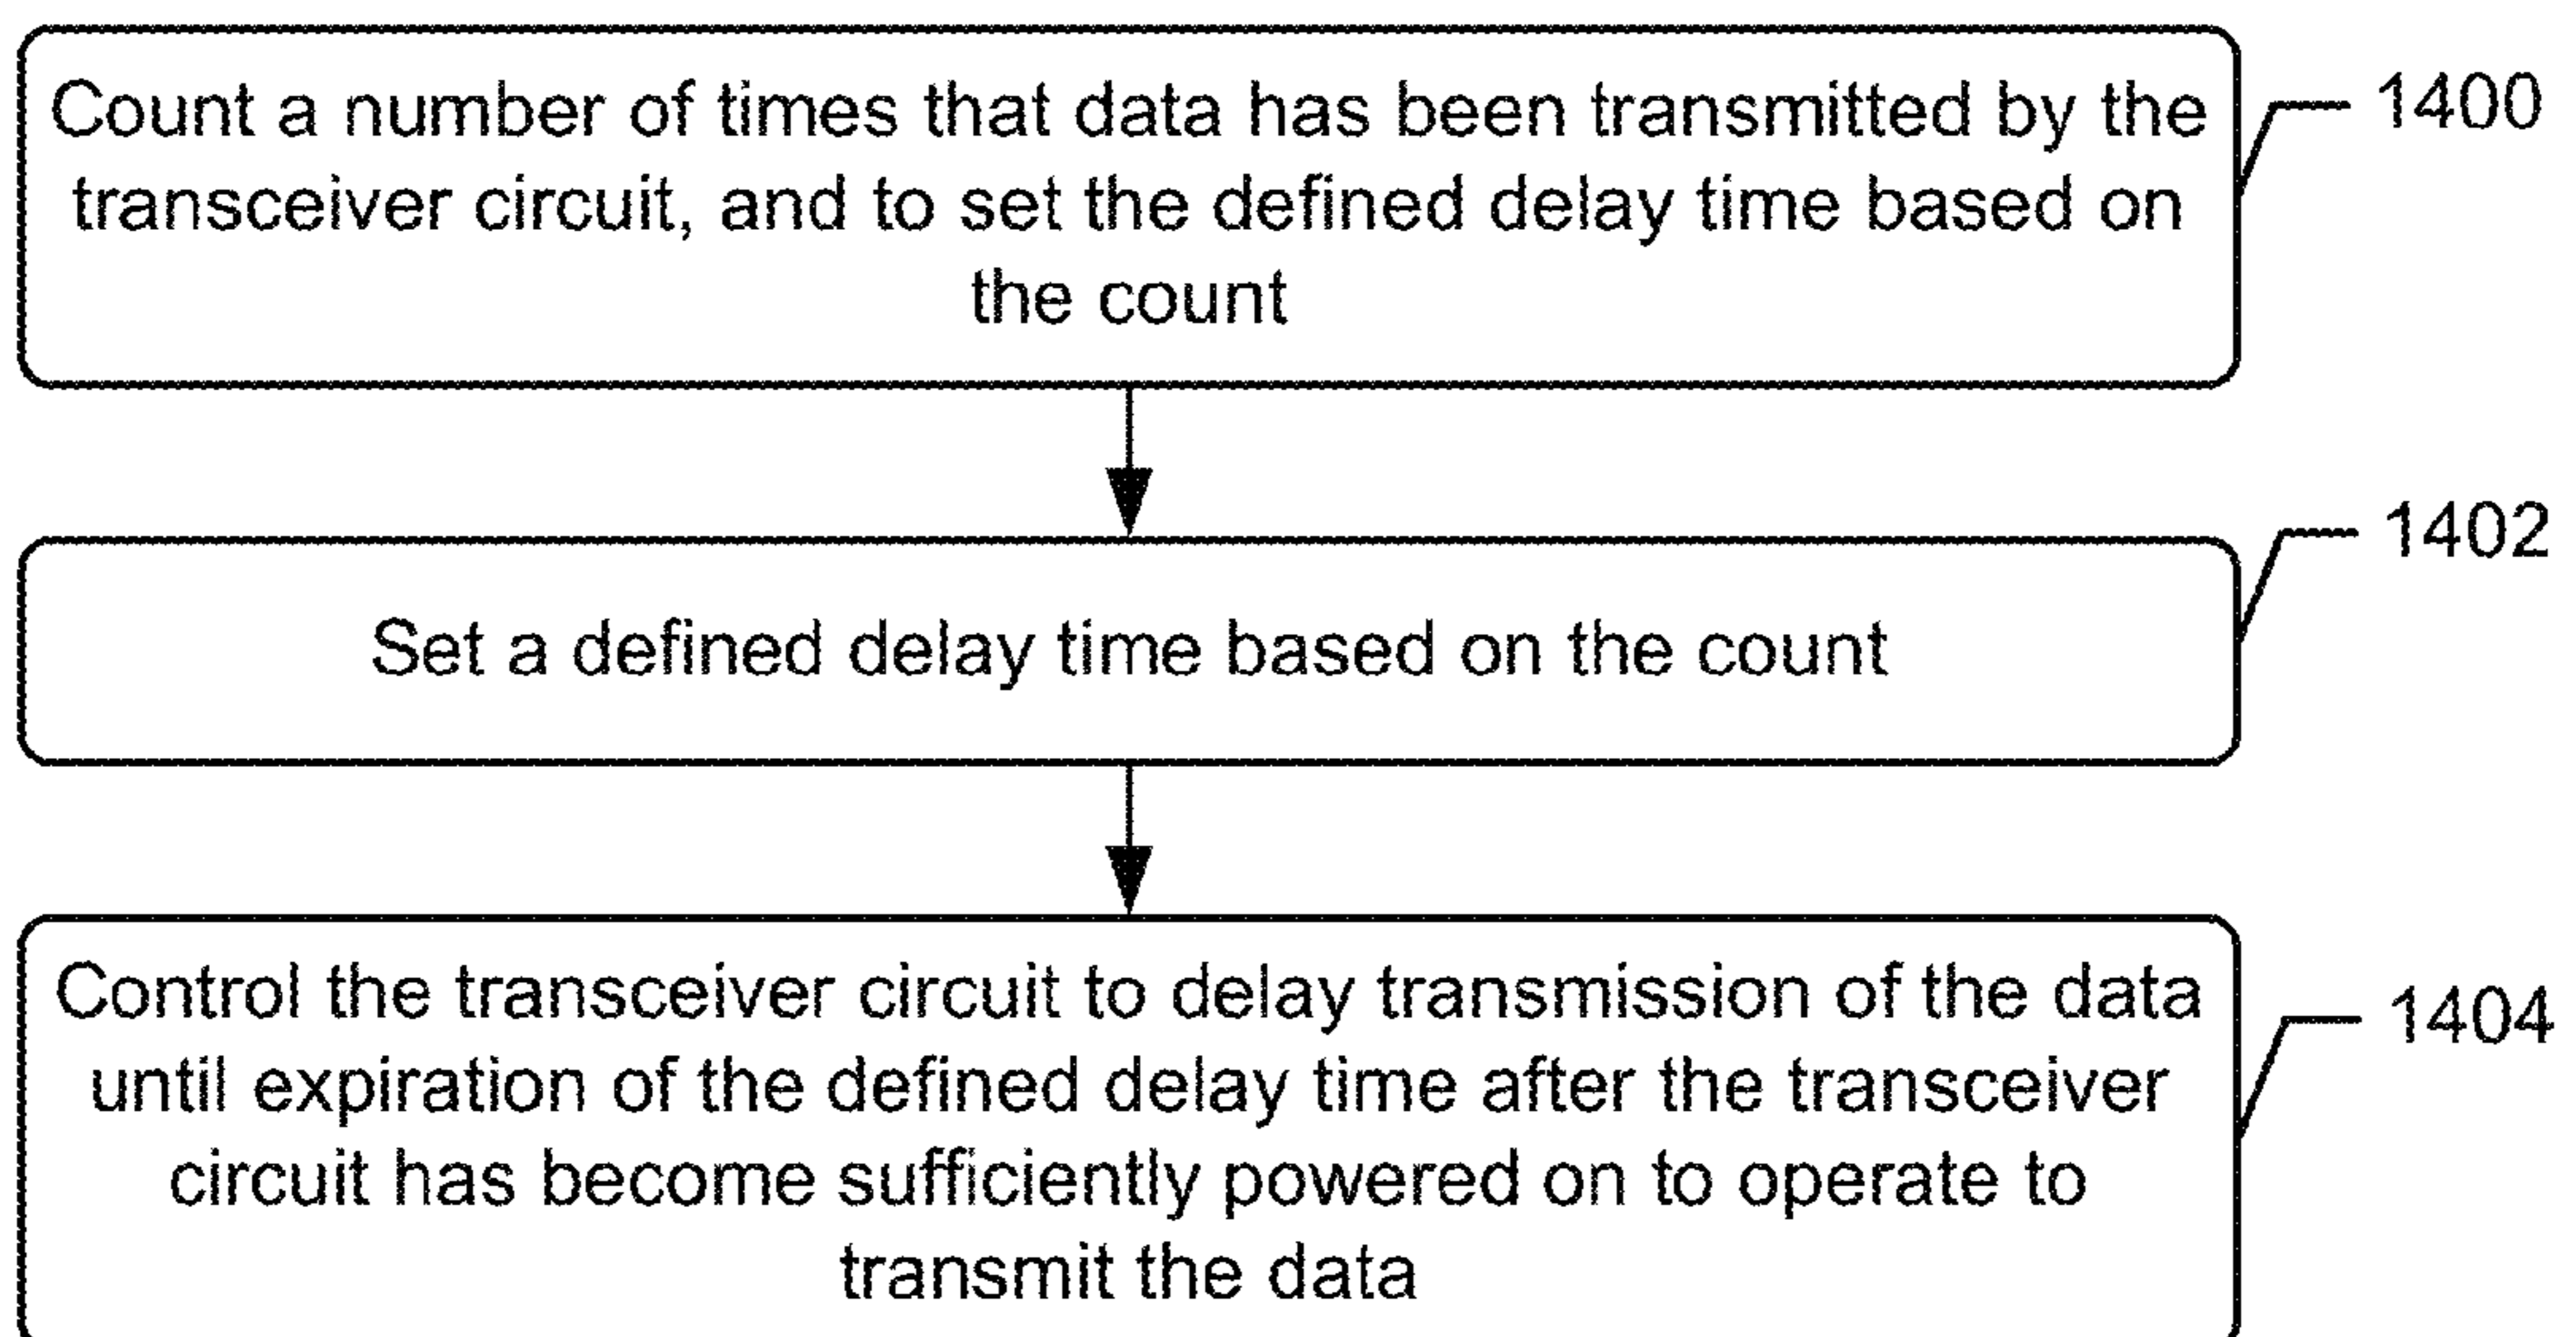 Count a number of times that data has been transmitted by the
transceiver circuit, and to set the defined delay time based on
the count
1400
Set a defined delay time based on the count
1402
Control the transceiver circuit to delay transmission of the data
until expiration of the defined delay time after the transceiver
circuit has become sufficiently powered on to operate to
transmit the data
1404